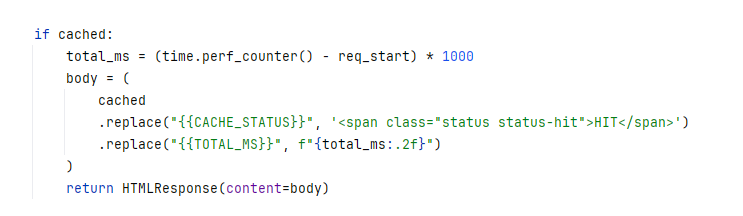 if cached:
    total_ms = (time.perf_counter() - req_start) * 1000
    body = (
        cached
        .replace("{{CACHE_STATUS}}", '<span class="status status-hit">HIT</span>')
        .replace("{{TOTAL_MS}}", f"{total_ms:.2f}")
    )
    return HTMLResponse(content=body)